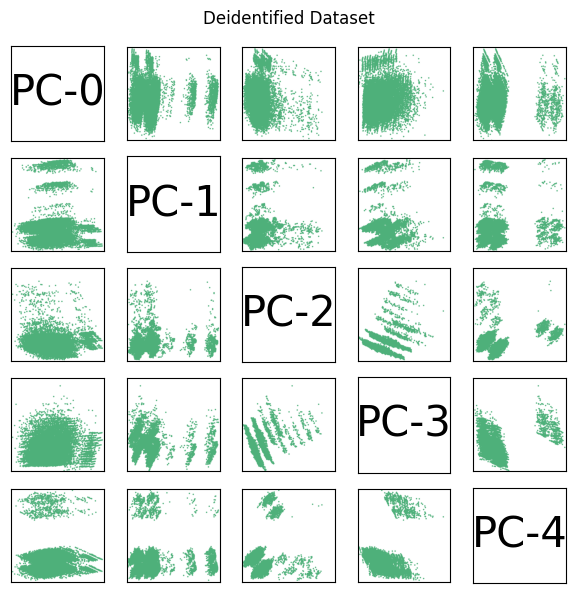 Deidentified Dataset
PC-0
PC-1
PC-2
PC-3
PC-4